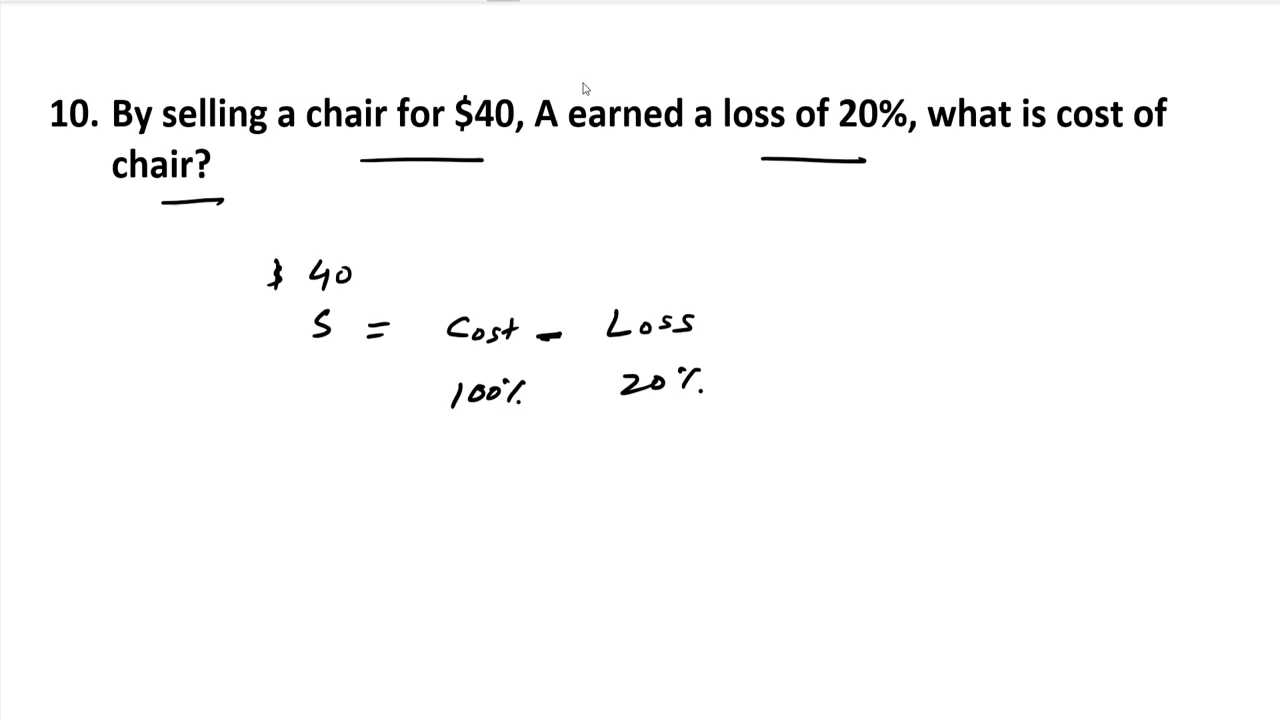 10. By selling a chair for $40, A earned a loss of 20%, what is cost of
chair?
$ 40
S = Cost - Loss
100% 20%.